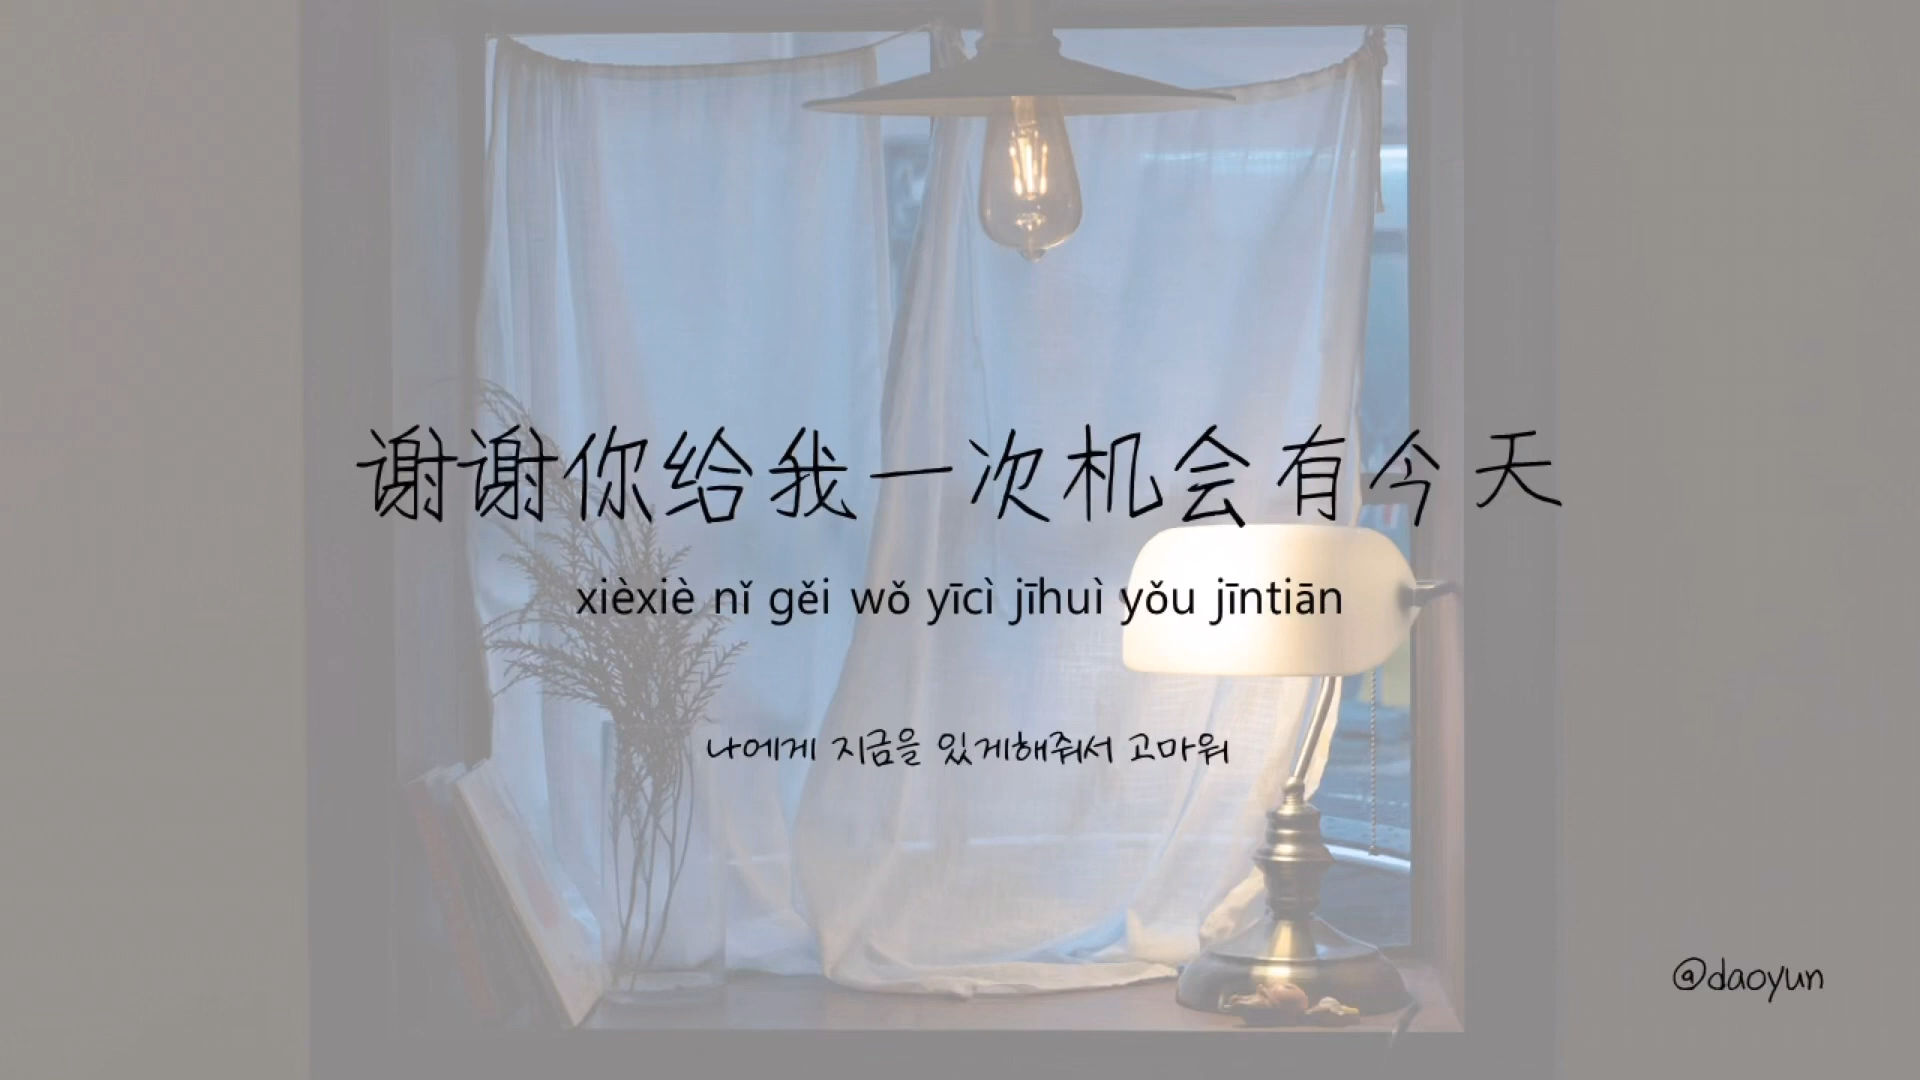 谢谢你给我一次机会有今天
xièxiè nǐ gěi wǒ yīcì jīhuì yǒu jīntiān
나에게 지금을 있게해줘서 고마워
@daoyun